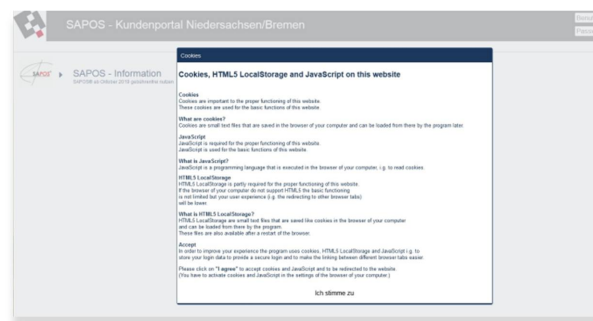 SAPOS - Kundenportal Niedersachsen/Bremen
SAPOS
SAPOS - Information
Cookies
Cookies, HTML5 LocalStorage and JavaScript on this website
Cookies
Cookies are important to the proper functioning of this website.
These cookies are used for the basic functions of this website.
What are cookies?
Cookies are small text files that are saved in the browser of your computer and can be loaded from there by the program later.
JavaScript
JavaScript is required for the proper functioning of this website.
JavaScript is used for the basic functions of this website
What is JavaScript?
JavaScript is a programming language that is executed in the browser of your computer, i.g. to read cookies.
HTML5 LocalStorage
HTML5 LocalStorage is partly required for the proper functioning of this website.
If the browser of your computer do not support HTML5 the basic functioning
is not limited but your user experience (i.g. the redirecting to other browser tabs)
will be lower.
What is HTML5 LocalStorage?
HTML5 LocalStorage are small text files that are saved like cookies in the browser of your computer
and can be loaded from there by the program.
These files are also available after a restart of the browser.
Accept
In order to improve your experience the program uses cookies, HTML5 LocalStorage and JavaScript i.g. to
store your login data to provide a secure login and to make the linking between different browser tabs easier.
Please click on "I agree" to accept cookies and JavaScript and to be redirected to the website.
(You have to activate cookies and JavaScript in the settings of the browser of your computer.)
Ich stimme zu